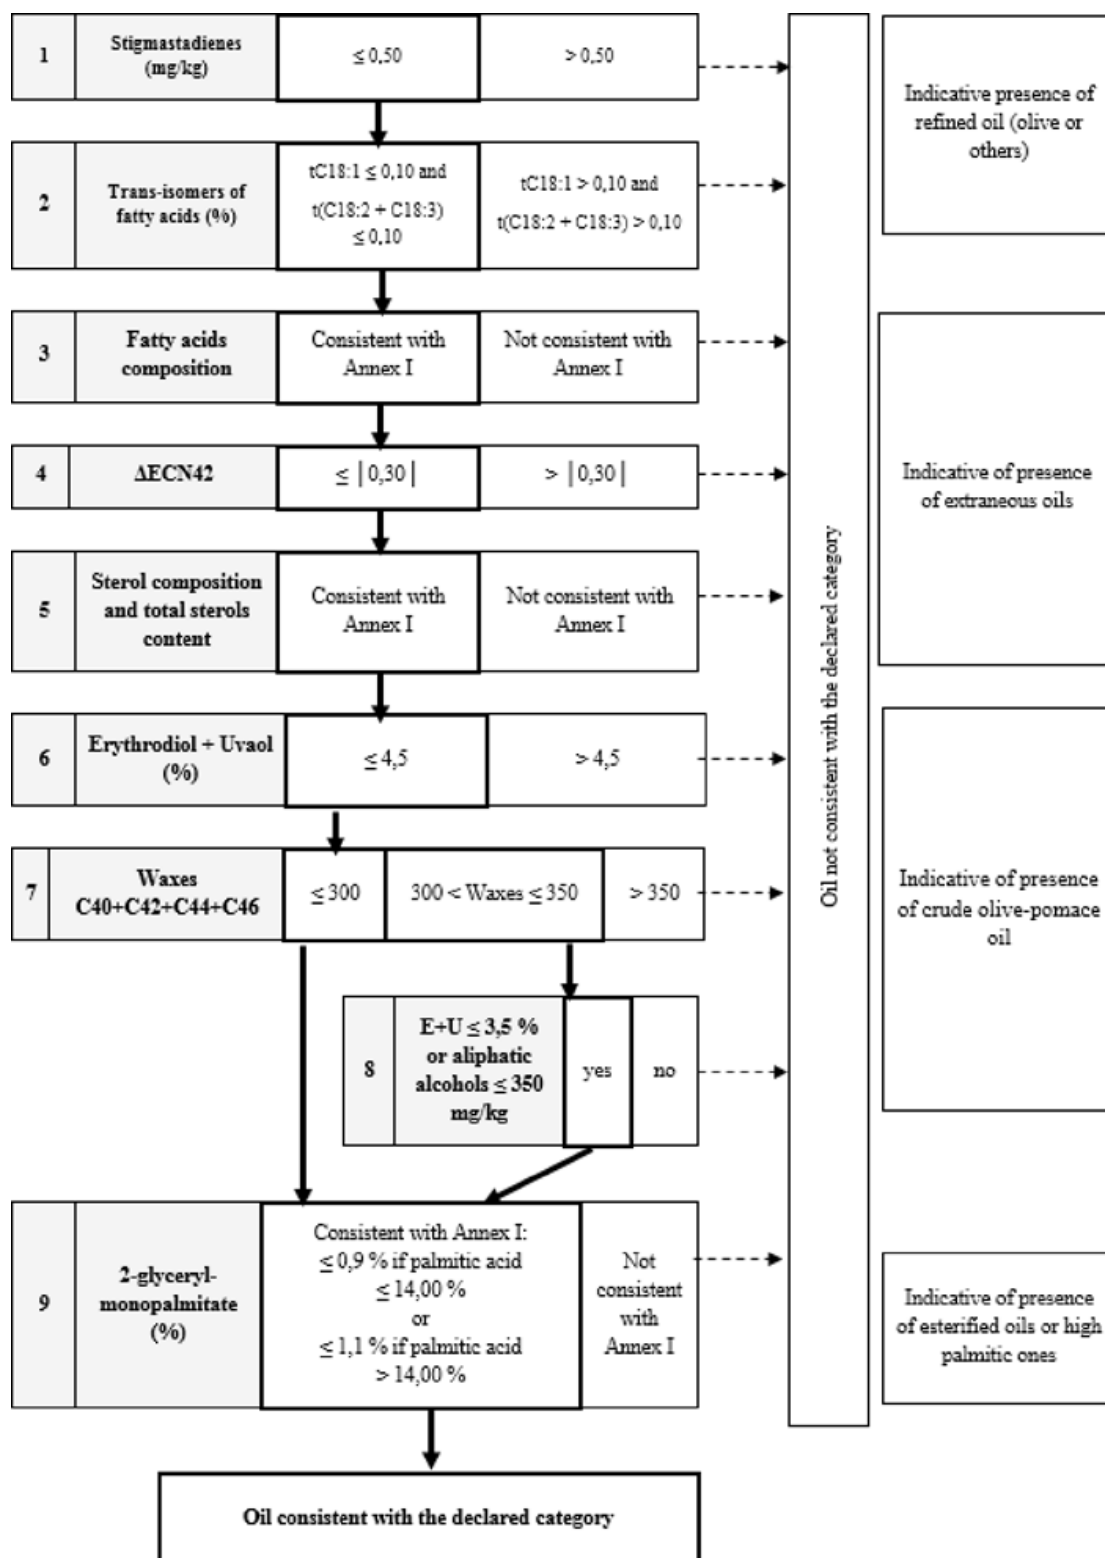 1
Stigmastadienes
(mg/kg)
≤ 0,50
> 0,50
2
Trans-isomers of
fatty acids (%)
tC18:1 ≤ 0,10 and
t(C18:2 + C18:3)
≤ 0,10
tC18:1 > 0,10 and
t(C18:2 + C18:3) > 0,10
Indicative presence of
refined oil (olive or
others)
3
Fatty acids
composition
Consistent with
Annex I
Not consistent with
Annex I
4
ΔECN42
≤ |0,30|
> |0,30|
5
Sterol composition
and total sterols
content
Consistent with
Annex I
Not consistent with
Annex I
Indicative of presence
of extraneous oils
6
Erythrodiol + Uvaol
(%)
≤ 4,5
> 4,5
7
Waxes
C40+C42+C44+C46
≤ 300
300 < Waxes ≤ 350
> 350
8
E+U ≤ 3,5 %
or aliphatic
alcohols ≤ 350
mg/kg
yes
no
Indicative of presence
of crude olive-pomace
oil
9
2-glyceryl-
monopalmitate
(%)
Consistent with Annex I:
≤ 0,9 % if palmitic acid
≤ 14,00 %
or
≤ 1,1 % if palmitic acid
> 14,00 %
Not
consistent
with
Annex I
Indicative of presence
of esterified oils or high
palmitic ones
Oil not consistent with the declared category
Oil consistent with the declared category